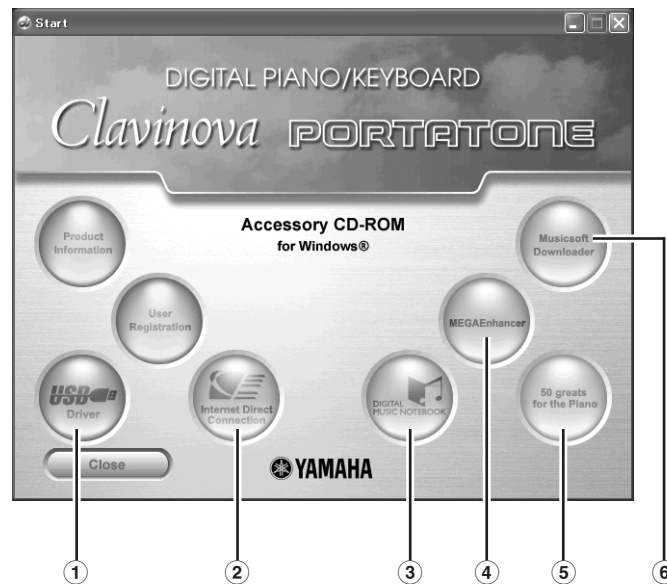 Start
DIGITAL PIANO/KEYBOARD
Clavinova PORTATONE
Accessory CD-ROM
for Windows®
Product
Information
Musicsoft
Downloader
User
Registration
MEGAEnhancer
USB
Driver
Internet Direct
Connection
DIGITAL
MUSIC NOTEBOOK
50 greats
for the Piano
Close
YAMAHA
① ② ③ ④ ⑤ ⑥